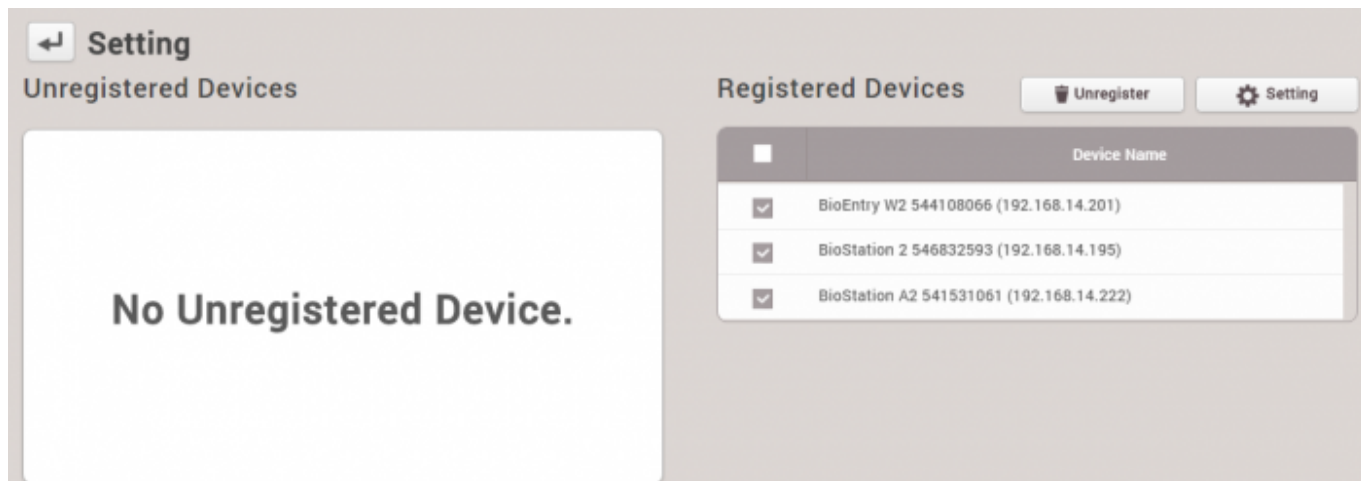 Setting
Unregistered Devices
No Unregistered Device.
Registered Devices
Unregister
Setting
Device Name
BioEntry W2 544108066 (192.168.14.201)
BioStation 2 546832593 (192.168.14.195)
BioStation A2 541531061 (192.168.14.222)